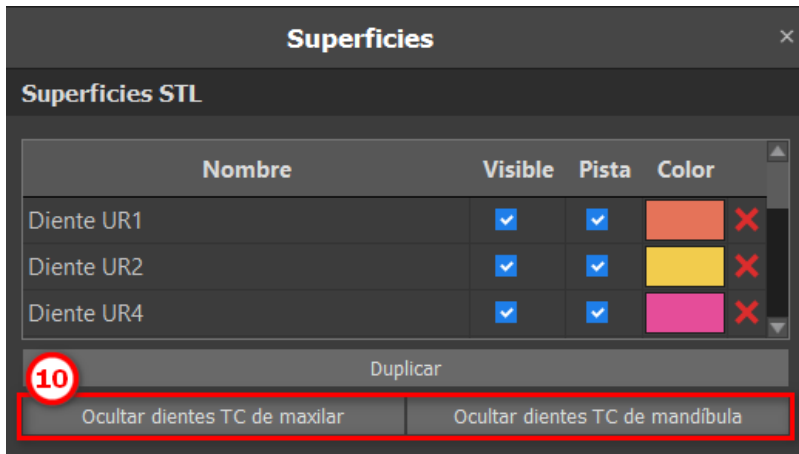 Superficies
Superficies STL
Nombre Visible Pista Color
Diente UR1
Diente UR2
Diente UR4
Duplicar
10
Ocultar dientes TC de maxilar Ocultar dientes TC de mandíbula